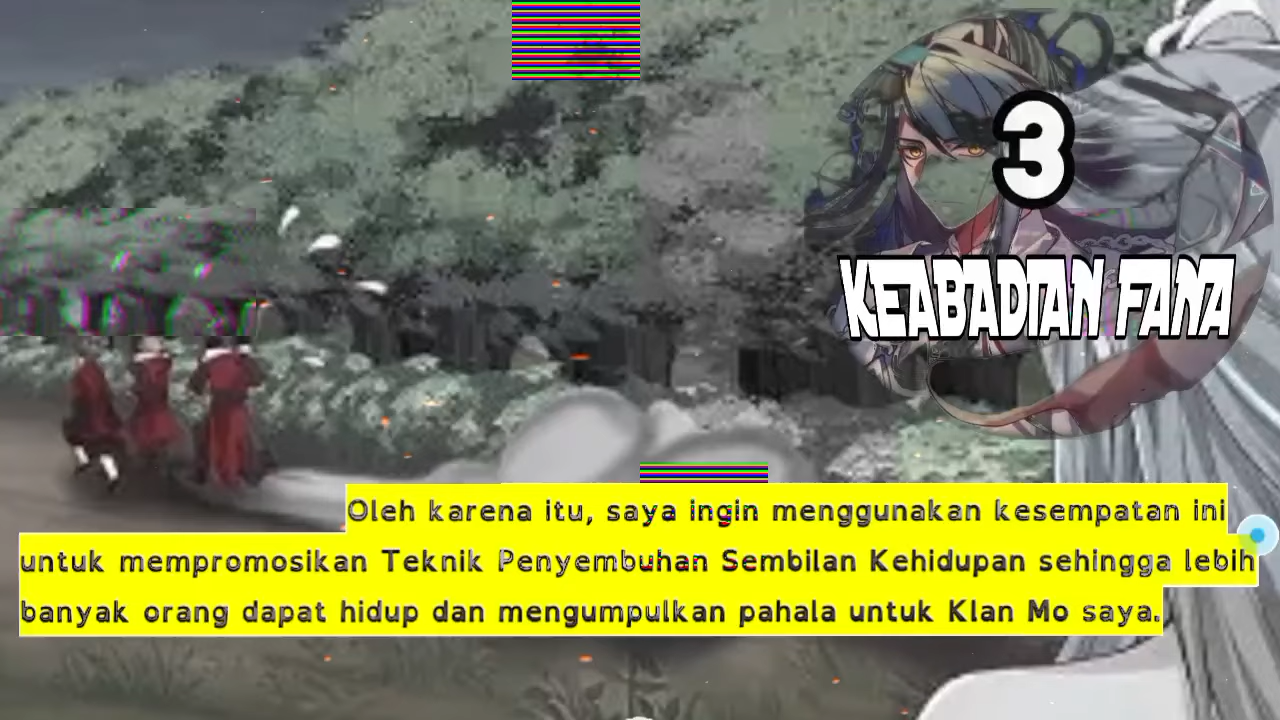 3
KEABADIAN FANA
Oleh karena itu, saya ingin menggunakan kesempatan ini
untuk mempromosikan Teknik Penyembuhan Sembilan Kehidupan sehingga lebih
banyak orang dapat hidup dan mengumpulkan pahala untuk Klan Mo saya.